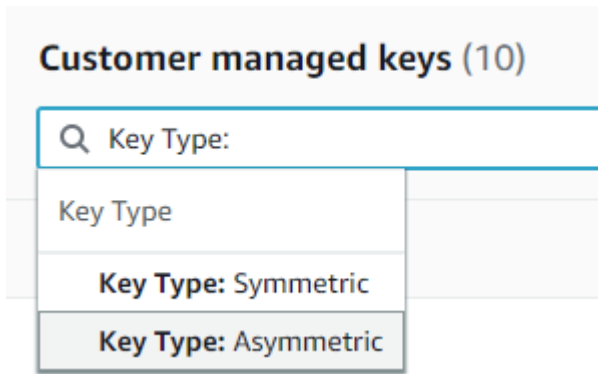 Customer managed keys (10)
Key Type:
Key Type
Key Type: Symmetric
Key Type: Asymmetric